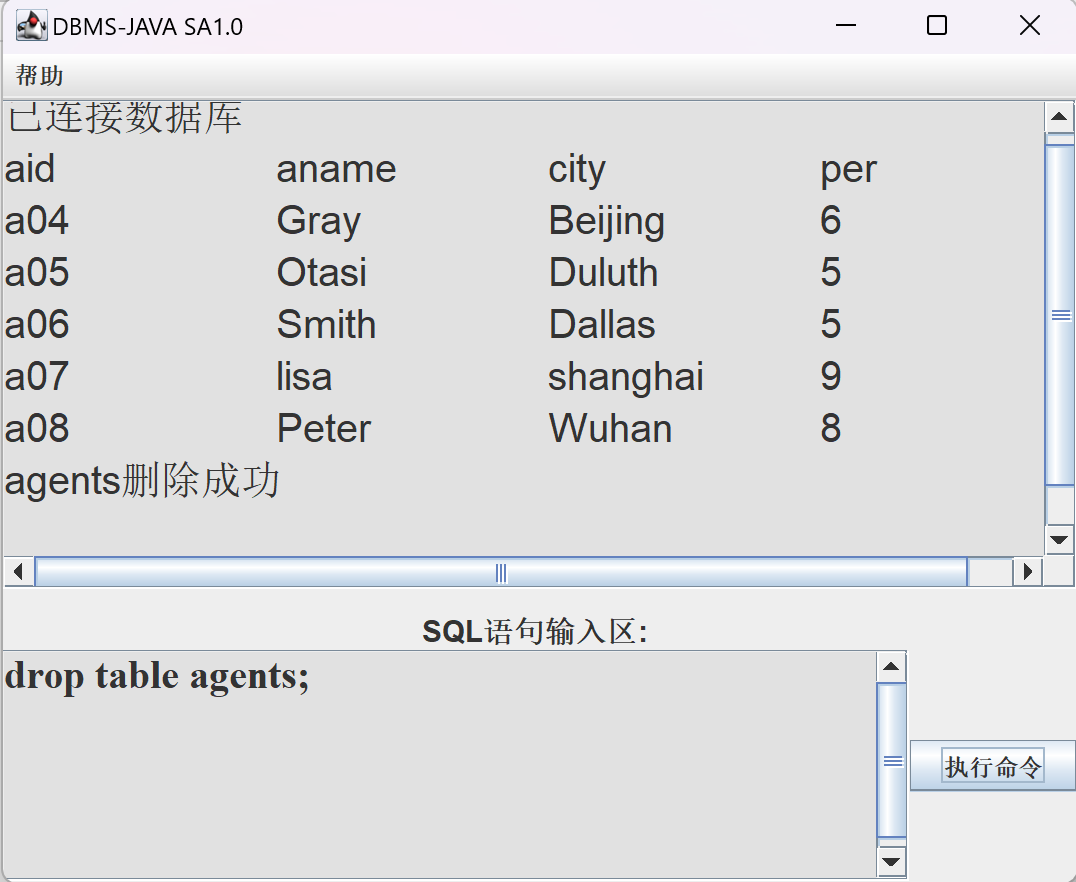 DBMS-JAVA SA1.0
帮助
已连接数据库
aid aname city per
a04 Gray Beijing 6
a05 Otasi Duluth 5
a06 Smith Dallas 5
a07 lisa shanghai 9
a08 Peter Wuhan 8
agents删除成功
SQL语句输入区:
drop table agents;
执行命令